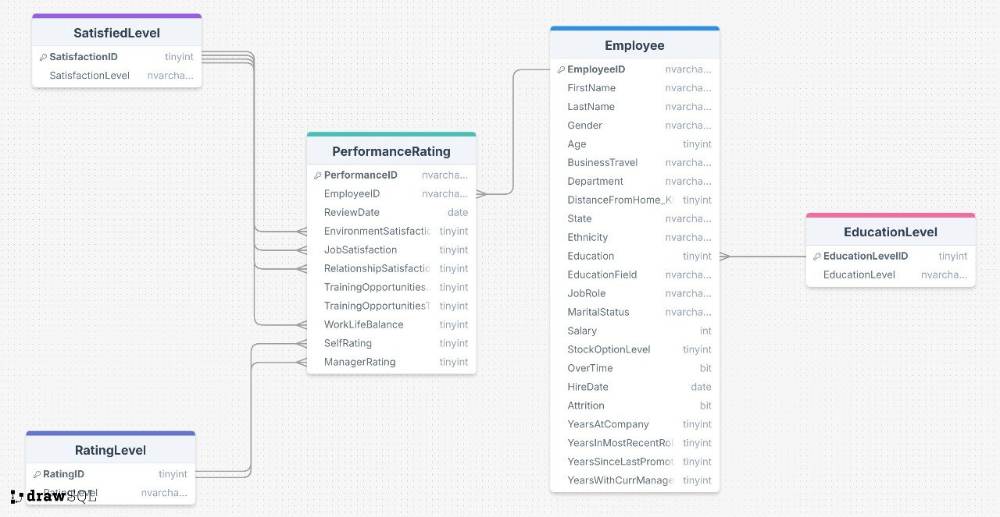 SatisfiedLevel
SatisfactionID tinyint
SatisfactionLevel nvarcha...
PerformanceRating
PerformanceID nvarcha...
EmployeeID nvarcha...
ReviewDate date
EnvironmentSatisfactic tinyint
JobSatisfaction tinyint
RelationshipSatisfactic tinyint
TrainingOpportunities. tinyint
TrainingOpportunitiesT tinyint
WorkLifeBalance tinyint
SelfRating tinyint
ManagerRating tinyint
RatingLevel
RatingID tinyint
RatingLevel nvarcha...
drawSQL
Employee
EmployeeID nvarcha...
FirstName nvarcha...
LastName nvarcha...
Gender nvarcha...
Age tinyint
BusinessTravel nvarcha...
Department nvarcha...
DistanceFromHome_K tinyint
State nvarcha...
Ethnicity nvarcha...
Education tinyint
EducationField nvarcha...
JobRole nvarcha...
MaritalStatus nvarcha...
Salary int
StockOptionLevel tinyint
OverTime bit
HireDate date
Attrition bit
YearsAtCompany tinyint
YearsInMostRecentRol tinyint
YearsSinceLastPromot tinyint
YearsWithCurrManage tinyint
EducationLevel
EducationLevelID tinyint
EducationLevel nvarcha...